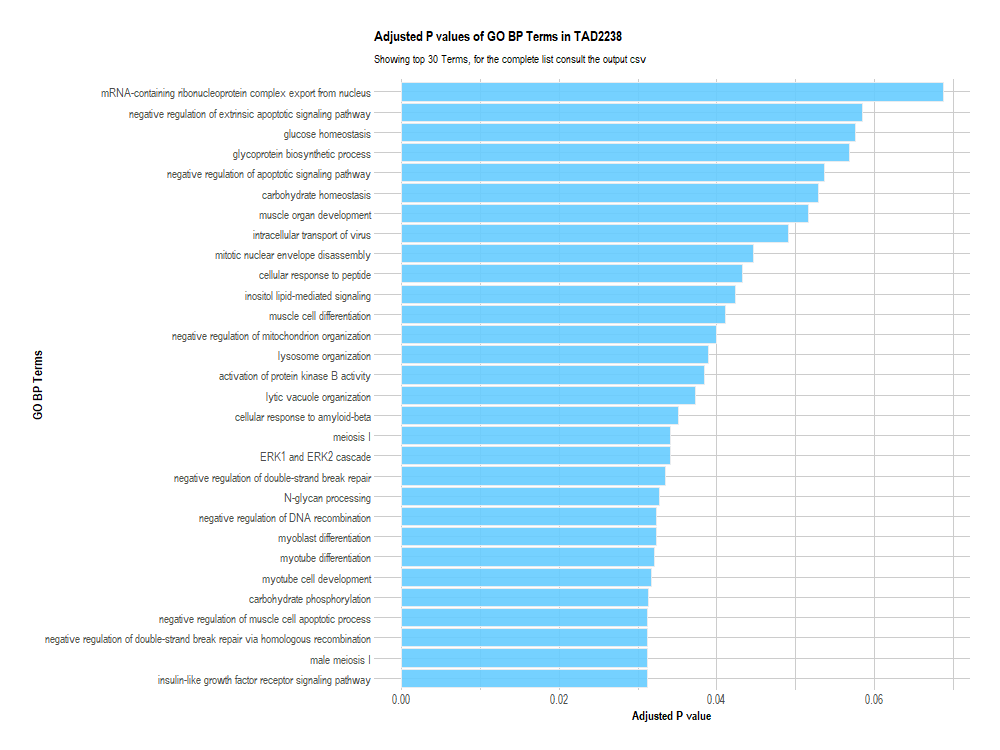 Adjusted P values of GO BP Terms in TAD2238
Showing top 30 Terms, for the complete list consult the output csv
mRNA-containing ribonucleoprotein complex export from nucleus
negative regulation of extrinsic apoptotic signaling pathway
glucose homeostasis
glycoprotein biosynthetic process
negative regulation of apoptotic signaling pathway
carbohydrate homeostasis
muscle organ development
intracellular transport of virus
mitotic nuclear envelope disassembly
cellular response to peptide
inositol lipid-mediated signaling
muscle cell differentiation
negative regulation of mitochondrion organization
lysosome organization
activation of protein kinase B activity
lytic vacuole organization
cellular response to amyloid-beta
meiosis I
ERK1 and ERK2 cascade
negative regulation of double-strand break repair
N-glycan processing
negative regulation of DNA recombination
myoblast differentiation
myotube differentiation
myotube cell development
carbohydrate phosphorylation
negative regulation of muscle cell apoptotic process
negative regulation of double-strand break repair via homologous recombination
male meiosis I
insulin-like growth factor receptor signaling pathway
GO BP Terms
0.00 0.02 0.04 0.06
Adjusted P value